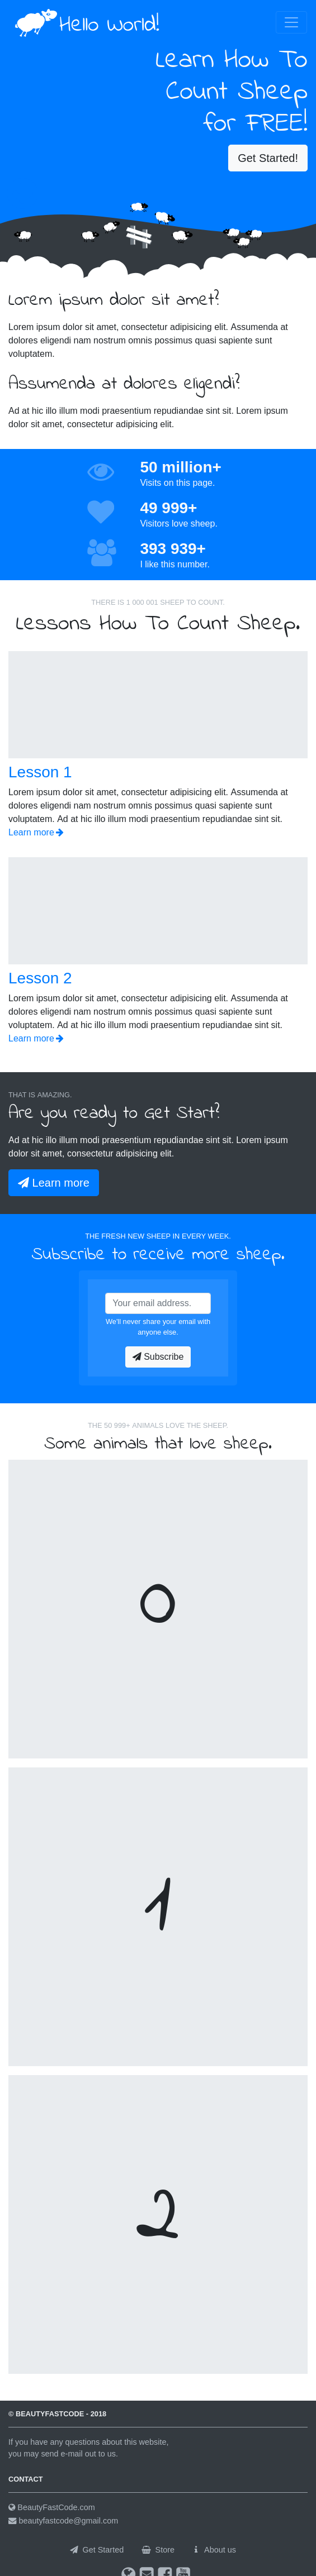 Hello World!
Learn How To
Count Sheep
for FREE!
Get Started!
Lorem ipsum dolor sit amet?
Lorem ipsum dolor sit amet, consectetur adipisicing elit. Assumenda at
dolores eligendi nam nostrum omnis possimus quasi sapiente sunt
voluptatem.
Assumenda at dolores eligendi?
Ad at hic illo illum modi praesentium repudiandae sint sit. Lorem ipsum
dolor sit amet, consectetur adipisicing elit.
50 million+
Visits on this page.
49 999+
Visitors love sheep.
393 939+
I like this number.
THERE IS 1 000 001 SHEEP TO COUNT.
Lessons How To Count Sheep.
Lesson 1
Lorem ipsum dolor sit amet, consectetur adipisicing elit. Assumenda at
dolores eligendi nam nostrum omnis possimus quasi sapiente sunt
voluptatem. Ad at hic illo illum modi praesentium repudiandae sint sit.
Learn more
Lesson 2
Lorem ipsum dolor sit amet, consectetur adipisicing elit. Assumenda at
dolores eligendi nam nostrum omnis possimus quasi sapiente sunt
voluptatem. Ad at hic illo illum modi praesentium repudiandae sint sit.
Learn more
THAT IS AMAZING.
Are you ready to Get Start?
Ad at hic illo illum modi praesentium repudiandae sint sit. Lorem ipsum
dolor sit amet, consectetur adipisicing elit.
Learn more
THE FRESH NEW SHEEP IN EVERY WEEK.
Subscribe to receive more sheep.
Your email address.
We'll never share your email with
anyone else.
Subscribe
THE 50 999+ ANIMALS LOVE THE SHEEP.
Some animals that love sheep.
0
1
2
© BEAUTYFASTCODE - 2018
If you have any questions about this website,
you may send e-mail out to us.
CONTACT
BeautyFastCode.com
beautyfastcode@gmail.com
Get Started Store About us